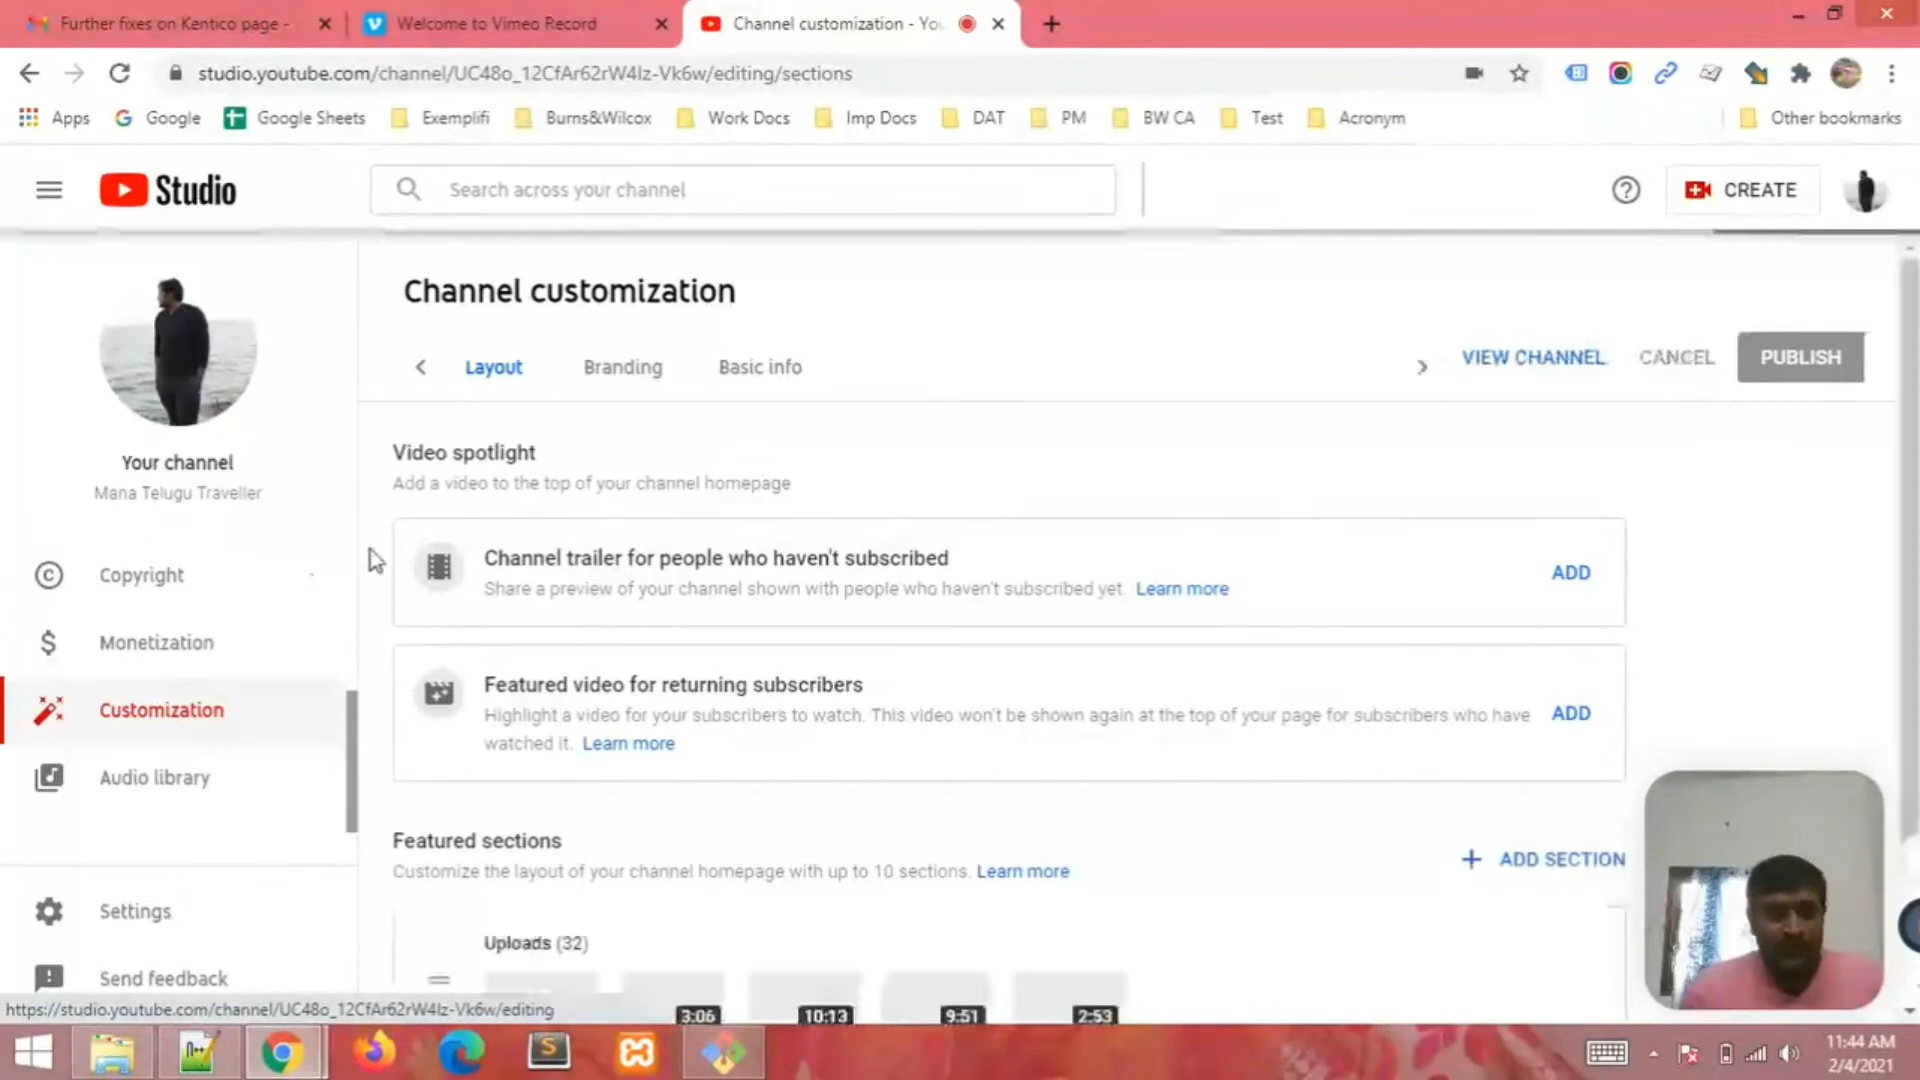 Further fixes on Kentico page -
Welcome to Vimeo Record
Channel customization - You
studio.youtube.com/channel/UC48o_12CfAr62rW4Iz-Vk6w/editing/sections
Apps
Google
Google Sheets
Exemplifi
Burns&Wilcox
Work Docs
Imp Docs
DAT
PM
BW CA
Test
Acronym
Other bookmarks
Studio
Search across your channel
CREATE
Channel customization
Layout
Branding
Basic info
VIEW CHANNEL
CANCEL
PUBLISH
Your channel
Mana Telugu Traveller
Copyright
Monetization
Customization
Audio library
Settings
Send feedback
Video spotlight
Add a video to the top of your channel homepage
Channel trailer for people who haven't subscribed
Share a preview of your channel shown with people who haven't subscribed yet. Learn more
ADD
Featured video for returning subscribers
Highlight a video for your subscribers to watch. This video won't be shown again at the top of your page for subscribers who have
watched it. Learn more
ADD
Featured sections
Customize the layout of your channel homepage with up to 10 sections. Learn more
+ ADD SECTION
Uploads (32)
3:06
10:13
9:51
2:53
https://studio.youtube.com/channel/UC48o_12CfAr62rW4Iz-Vk6w/editing
11:44 AM
2/4/2021